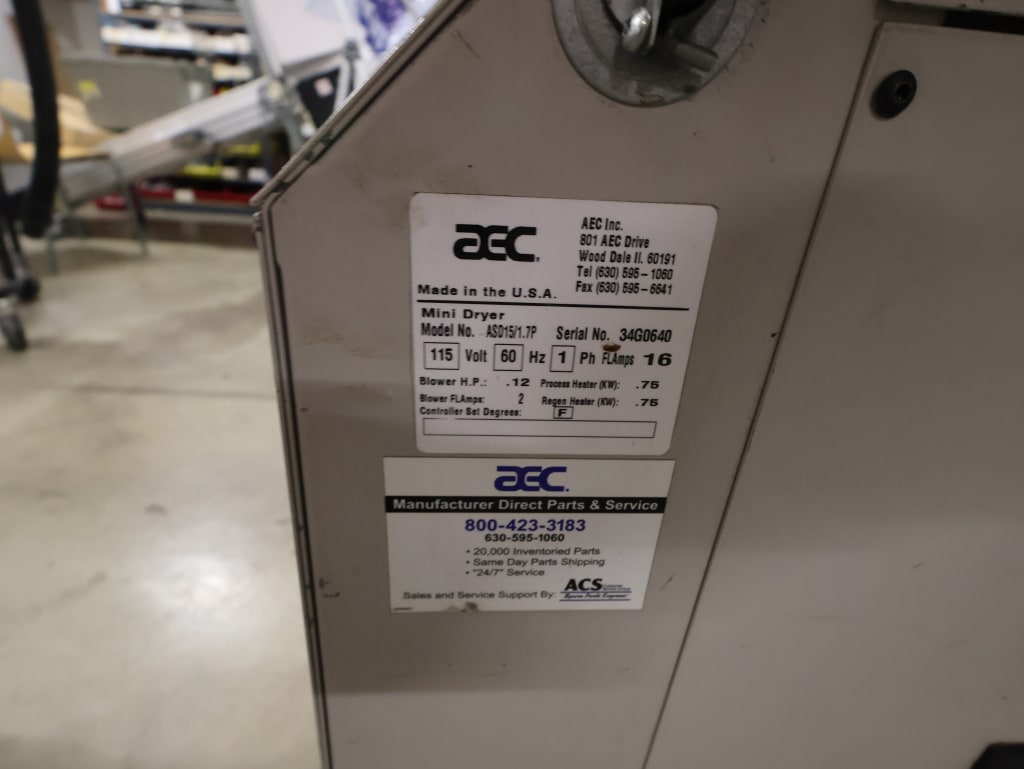 AEC
AEC Inc.
801 AEC Drive
Wood Dale Il. 60191
Tel (630) 595-1060
Fax (630) 595-6641
Made in the U.S.A.
Mini Dryer
Model No. ASD15/1.7P Serial No. 34G0640
115 Volt 60 Hz 1 Ph FLAmps 16
Blower H.P.: .12 Process Heater (KW): .75
Blower FLAmps: 2 Regen Heater (KW): .75
Controller Set Degrees: F
AEC.
Manufacturer Direct Parts & Service
800-423-3183
630-595-1060
• 20,000 Inventoried Parts
• Same Day Parts Shipping
• "24/7" Service
Sales and Service Support By: ACS